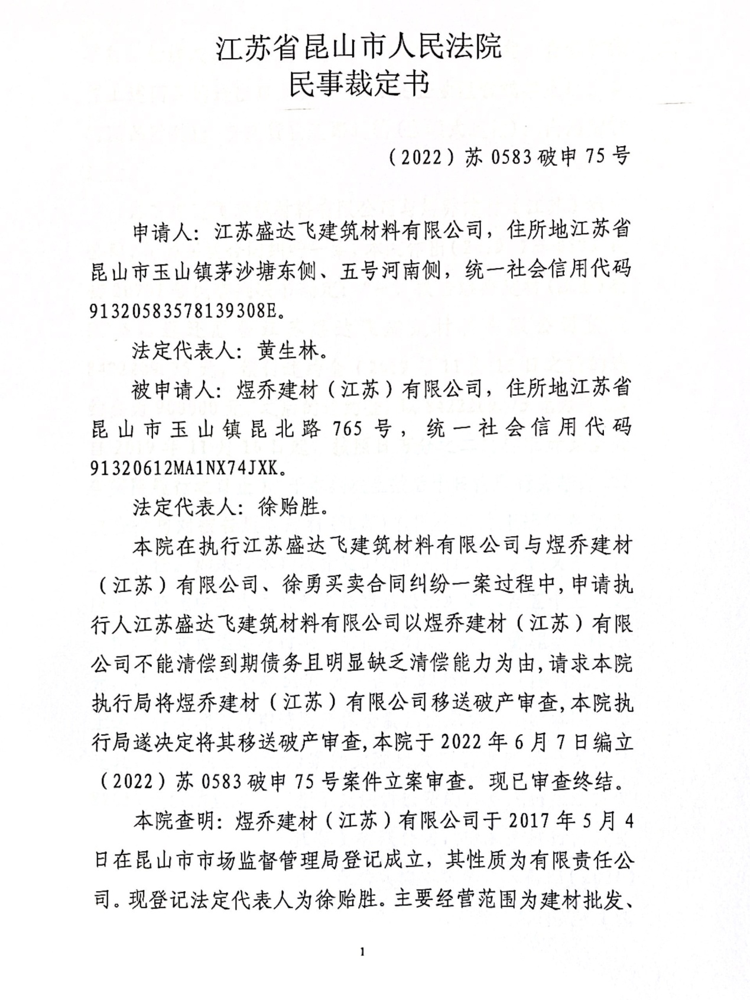 江苏省昆山市人民法院
民事裁定书
（2022）苏 0583 破申 75 号
申请人：江苏盛达飞建筑材料有限公司，住所地江苏省
昆山市玉山镇茅沙塘东侧、五号河南侧，统一社会信用代码
91320583578139308E。
法定代表人：黄生林。
被申请人：煜乔建材（江苏）有限公司，住所地江苏省
昆山市玉山镇昆北路 765 号，统一社会信用代码
91320612MA1NX74JXK。
法定代表人：徐贻胜。
本院在执行江苏盛达飞建筑材料有限公司与煜乔建材
（江苏）有限公司、徐勇买卖合同纠纷一案过程中，申请执
行人江苏盛达飞建筑材料有限公司以煜乔建材（江苏）有限
公司不能清偿到期债务且明显缺乏清偿能力为由，请求本院
执行局将煜乔建材（江苏）有限公司移送破产审查，本院执
行局遂决定将其移送破产审查，本院于 2022 年 6 月 7 日编立
（2022）苏 0583 破申 75 号案件立案审查。现已审查终结。
本院查明：煜乔建材（江苏）有限公司于 2017 年 5 月 4
日在昆山市市场监督管理局登记成立，其性质为有限责任公
司。现登记法定代表人为徐贻胜。主要经营范围为建材批发、
1